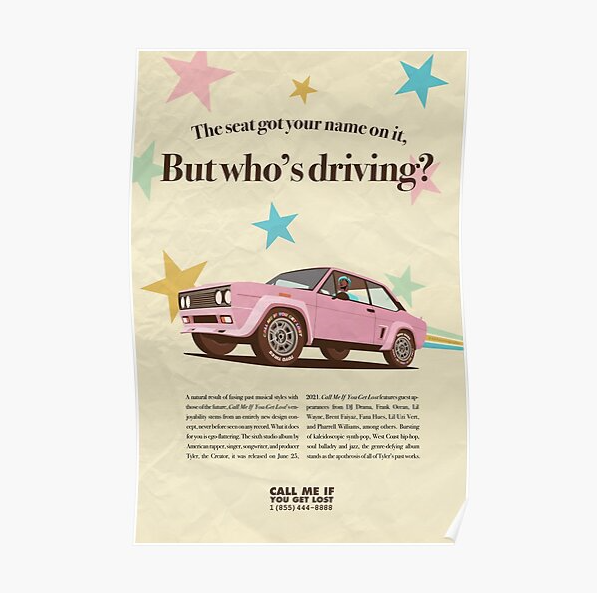 The seat got your name on it,
But who's driving?
CALL ME IF YOU GET LOST
A natural result of fusing past musical styles with
those of the future, Call Me If You Get Lost's en-
joyability stems from an entirely new design con-
cept, never before seen on any record. What it does
for you is ego-flattering. The sixth studio album by
American rapper, singer, songwriter, and producer
Tyler, the Creator, it was released on June 25,
2021. Call Me If You Get Lost features guest ap-
pearances from DJ Drama, Frank Ocean, Lil
Wayne, Brent Faiyaz, Fana Hues, Lil Uzi Vert,
and Pharrell Williams, among others. Bursting
of kaleidoscopic synth-pop, West Coast hip-hop,
soul balladry and jazz, the genre-defying album
stands as the apotheosis of all of Tyler's past works.
CALL ME IF
YOU GET LOST
1 (855) 444-8888